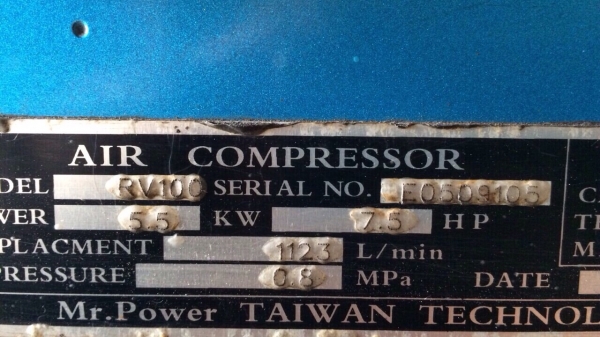 AIR COMPRESSOR
DEL RV100 SERIAL NO. E0509105
WER 5.5 KW 7.5 HP
PLACMENT 1123 L/min
PRESSURE 0.8 MPa DATE
Mr.Power TAIWAN TECHNOL